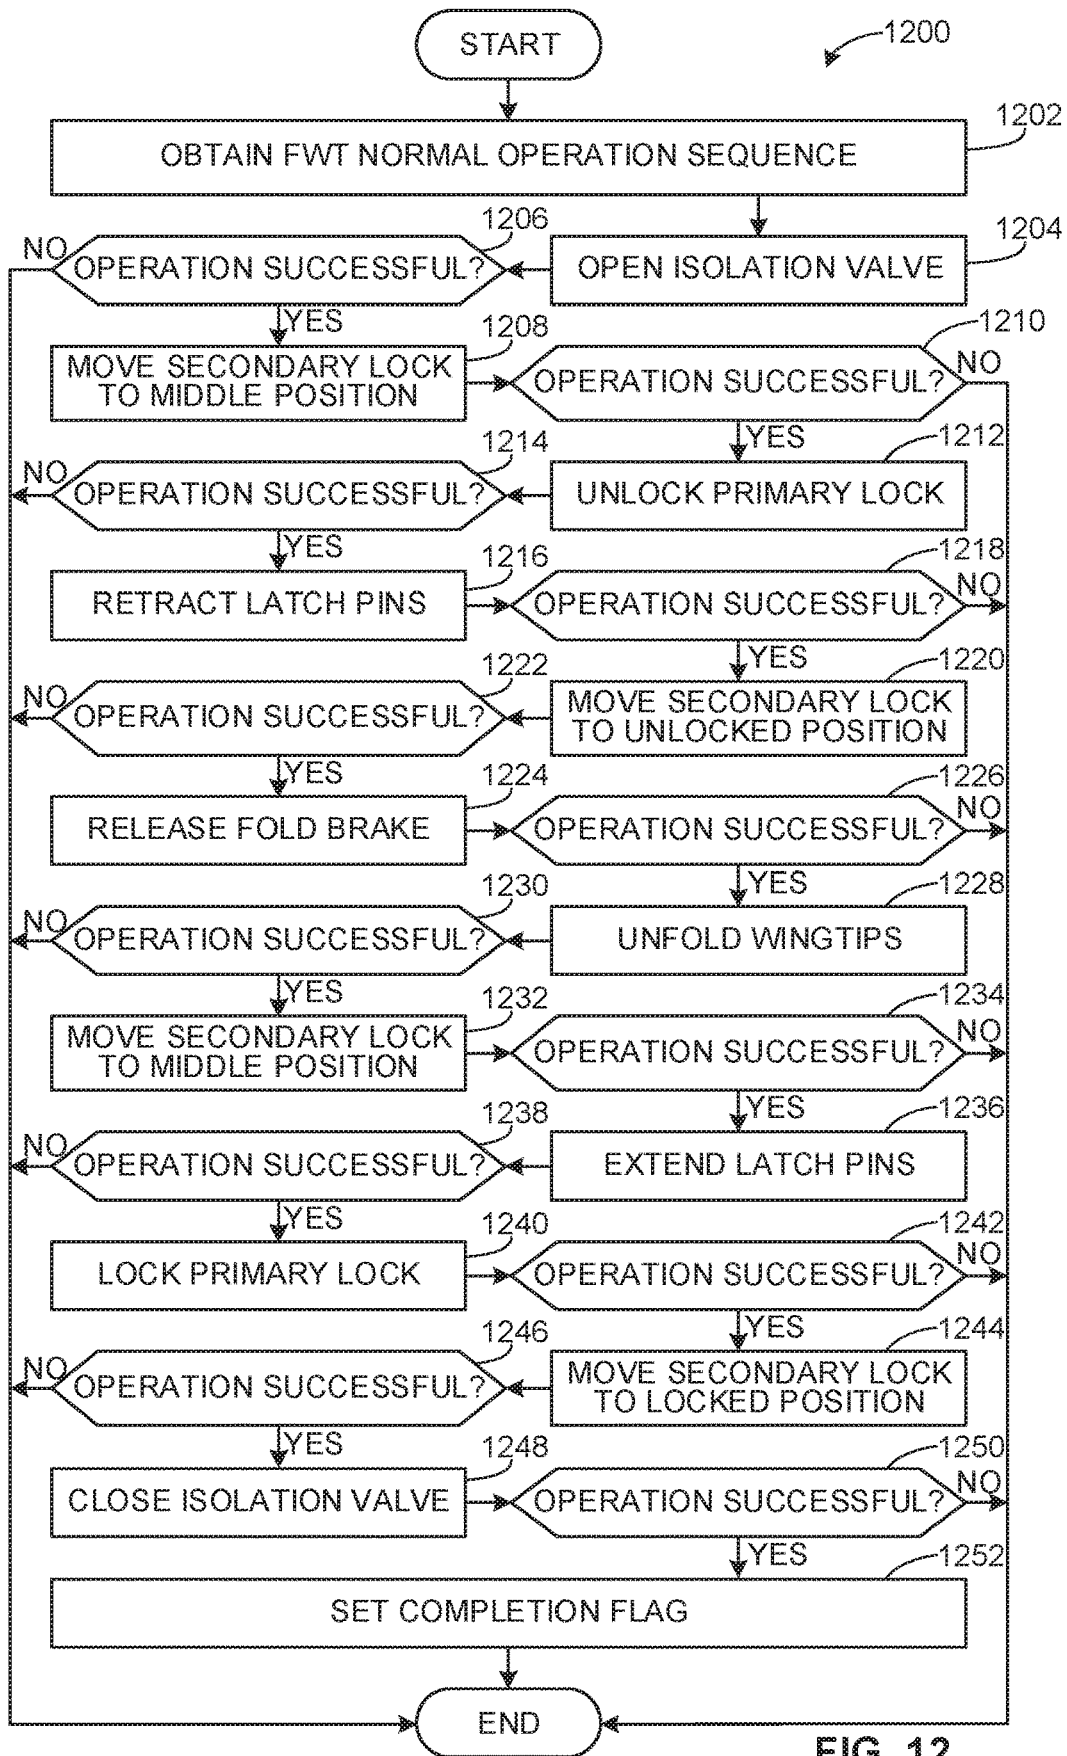 START
1200
1202
OBTAIN FWT NORMAL OPERATION SEQUENCE
1204
OPEN ISOLATION VALVE
1206
NO
OPERATION SUCCESSFUL?
YES
1208
MOVE SECONDARY LOCK
TO MIDDLE POSITION
1210
NO
OPERATION SUCCESSFUL?
YES
1212
UNLOCK PRIMARY LOCK
1214
NO
OPERATION SUCCESSFUL?
YES
1216
RETRACT LATCH PINS
1218
NO
OPERATION SUCCESSFUL?
YES
1220
MOVE SECONDARY LOCK
TO UNLOCKED POSITION
1222
NO
OPERATION SUCCESSFUL?
YES
1224
RELEASE FOLD BRAKE
1226
NO
OPERATION SUCCESSFUL?
YES
1228
UNFOLD WINGTIPS
1230
NO
OPERATION SUCCESSFUL?
YES
1232
MOVE SECONDARY LOCK
TO MIDDLE POSITION
1234
NO
OPERATION SUCCESSFUL?
YES
1236
EXTEND LATCH PINS
1238
NO
OPERATION SUCCESSFUL?
YES
1240
LOCK PRIMARY LOCK
1242
NO
OPERATION SUCCESSFUL?
YES
1244
MOVE SECONDARY LOCK
TO LOCKED POSITION
1246
NO
OPERATION SUCCESSFUL?
YES
1248
CLOSE ISOLATION VALVE
1250
NO
OPERATION SUCCESSFUL?
YES
1252
SET COMPLETION FLAG
END
FIG. 12